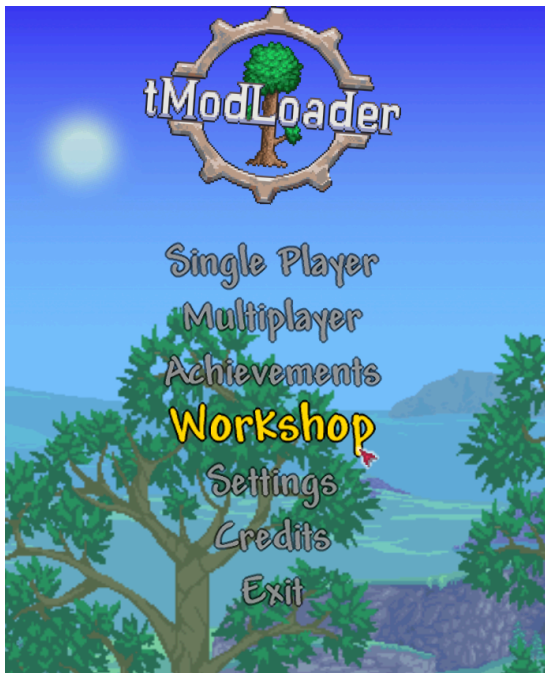 tModLoader
Single Player
Multiplayer
Achievements
Workshop
Settings
Credits
Exit